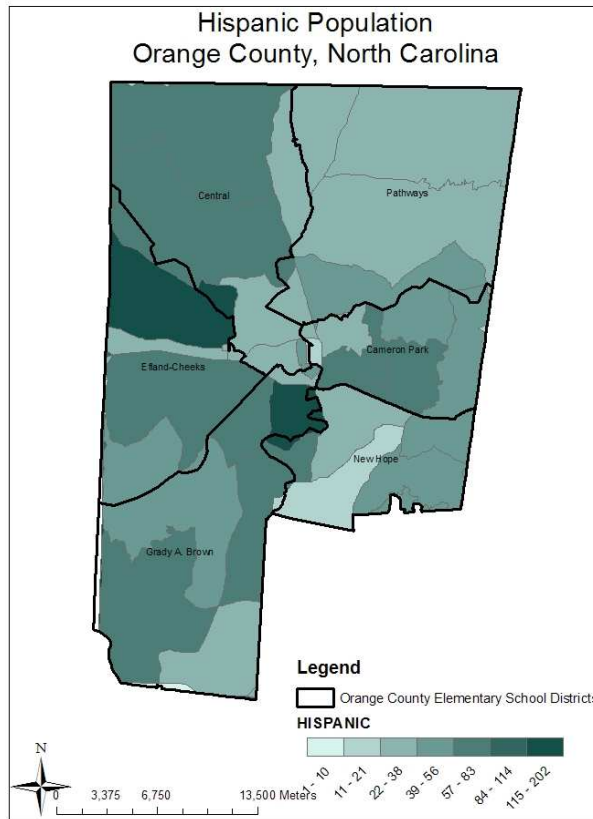 Hispanic Population
Orange County, North Carolina
Central
Pathways
Cameron Park
Efland-Cheeks
New Hope
Grady A. Brown
Legend
Orange County Elementary School Districts
HISPANIC
1 - 10
11 - 21
22 - 38
39 - 56
57 - 83
84 - 114
115 - 202
N
0 3,375 6,750 13,500 Meters